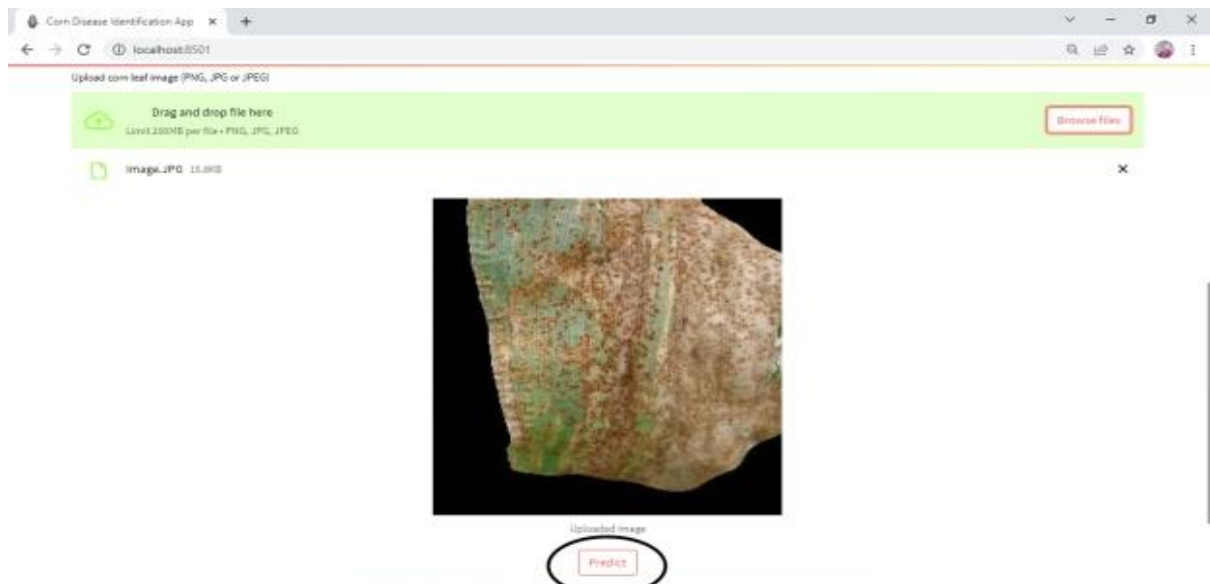 Corn Disease Identification App
localhost:8501
Upload corn leaf image (PNG, JPG or JPEG)
Drag and drop file here
Limit 200MB per file • PNG, JPG, JPEG
Browse files
Image.JPG
Uploaded Image
Predict